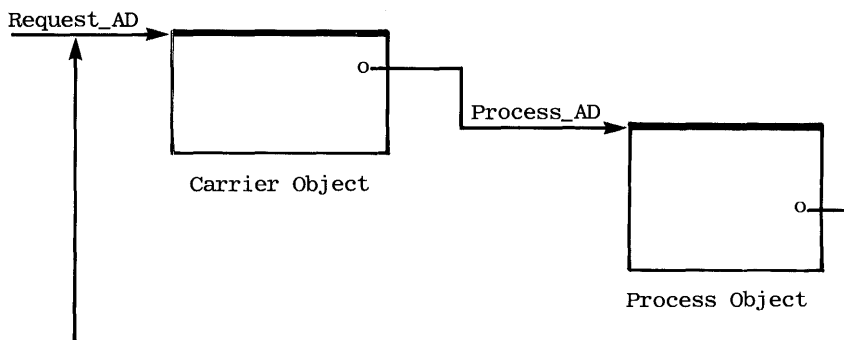 Request_AD
Process_AD
Carrier Object
Process Object